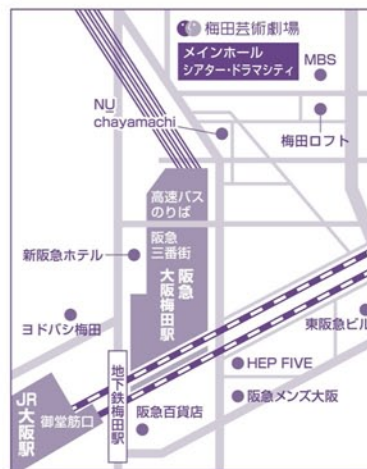 梅田芸術劇場
メインホール
シアター・ドラマシティ
MBS
NU
chayamachi
梅田ロフト
高速バス
のりば
阪急
三番街
新阪急ホテル
阪急
大阪梅田駅
ヨドバシ梅田
東阪急ビル
HEP FIVE
地下鉄梅田駅
阪急メンズ大阪
JR
大阪駅
御堂筋口
阪急百貨店